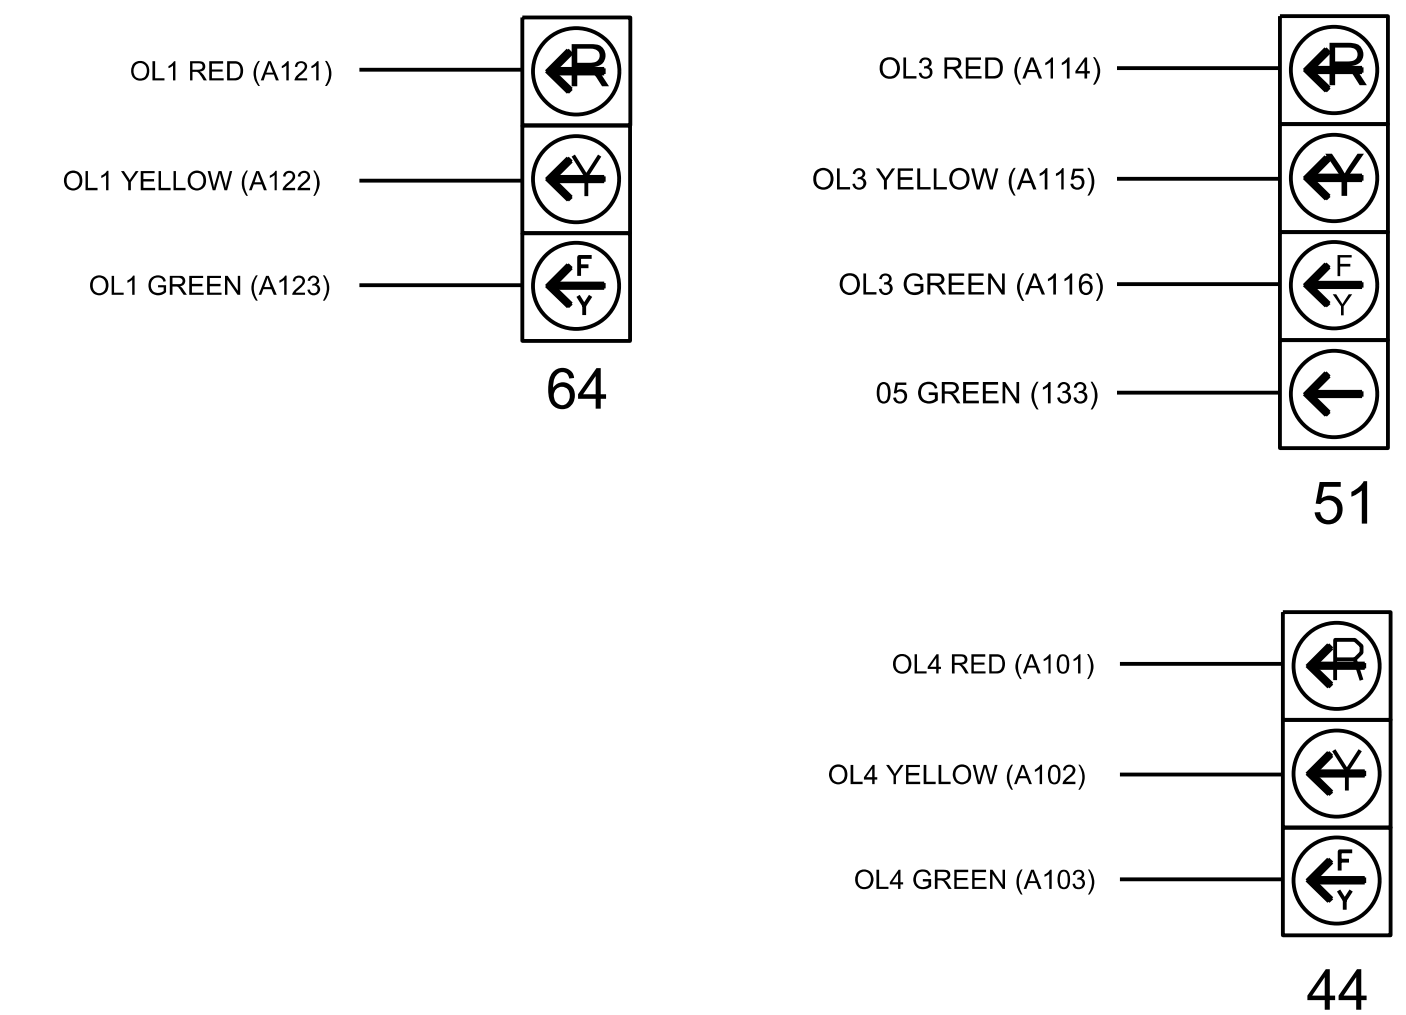 OL1 RED (A121)
R
OL1 YELLOW (A122)
Y
OL1 GREEN (A123)
F
Y
64
OL3 RED (A114)
R
OL3 YELLOW (A115)
Y
OL3 GREEN (A116)
F
Y
05 GREEN (133)
51
OL4 RED (A101)
R
OL4 YELLOW (A102)
Y
OL4 GREEN (A103)
F
Y
44